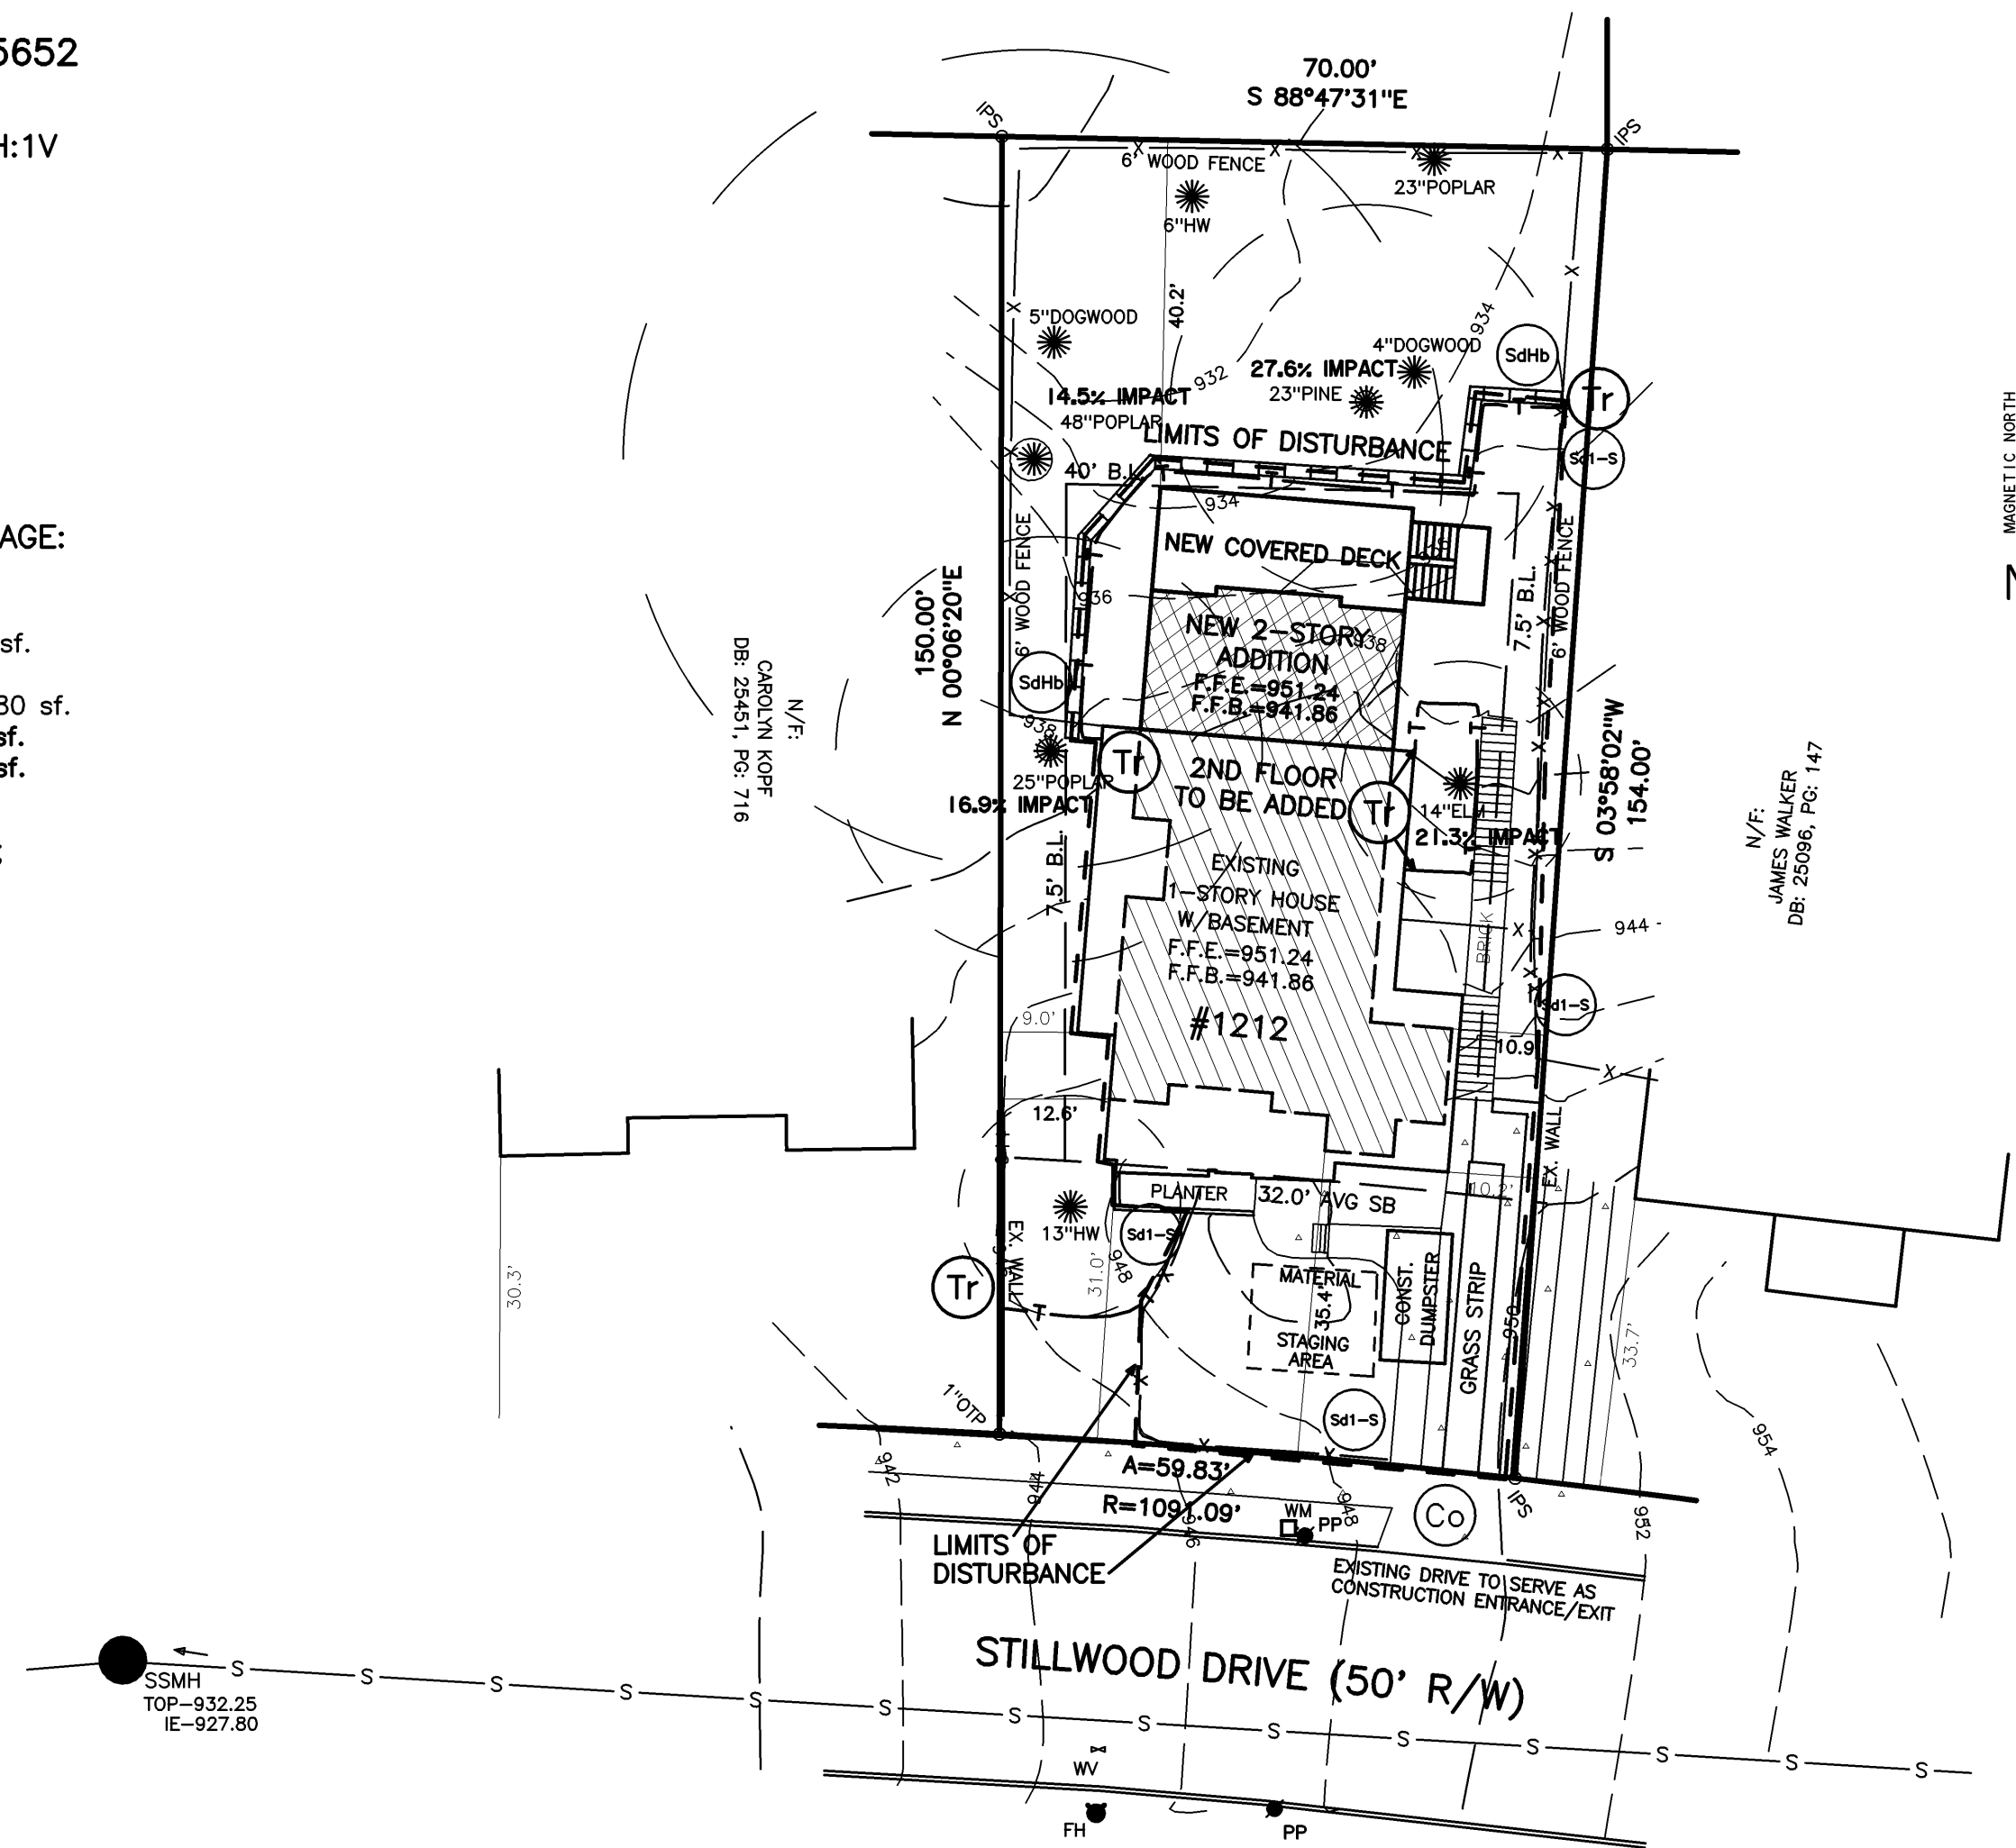 5652
H:1V
AGE:
sf.
80 sf.
sf.
sf.
70.00'
S 88°47'31"E
IPS
IPS
6' WOOD FENCE
X X X X
23"POPLAR
6"HW
40.2'
5"DOGWOOD
4"DOGWOOD
934
SdHb
932
27.6% IMPACT
23"PINE
14.5% IMPACT
48"POPLAR
Tr
LIMITS OF DISTURBANCE
Sd1-S
40' B.L.
934
MAGNETIC NORTH
N
NEW COVERED DECK
6' WOOD FENCE
6' WOOD FENCE
7.5' B.L.
936
150.00'
N 00°06'20"E
NEW 2-STORY
ADDITION
938
F.F.E.=951.24
F.F.B.=941.86
SdHb
938
N/F:
CAROLYN KOPF
DB: 25451, PG: 716
S 03°58'02"W
154.00'
N/F:
JAMES WALKER
DB: 25096, PG: 147
25"POPLAR
16.9% IMPACT
Tr
2ND FLOOR
TO BE ADDED
Tr
14"ELM
21.3% IMPACT
7.5' B.L.
EXISTING
1-STORY HOUSE
W/BASEMENT
F.F.E.=951.24
F.F.B.=941.86
#1212
BRICK
944
Sd1-S
9.0'
10.9
12.6'
EX. WALL
PLANTER
32.0' AVG SB
10.2'
13"HW
Sd1-S
948
EX. WALL
Tr
31.0'
30.3'
MATERIAL
35.4'
STAGING
AREA
CONST.
DUMPSTER
GRASS STRIP
950
33.7'
1"OTP
Sd1-S
954
942
944
A=59.83'
R=1091.09'
946
948
WM
PP
Co
IPS
952
LIMITS OF
DISTURBANCE
EXISTING DRIVE TO SERVE AS
CONSTRUCTION ENTRANCE/EXIT
STILLWOOD DRIVE (50' R/W)
SSMH
TOP-932.25
IE-927.80
S S S S S S S S S S S S S S
WV
FH
PP